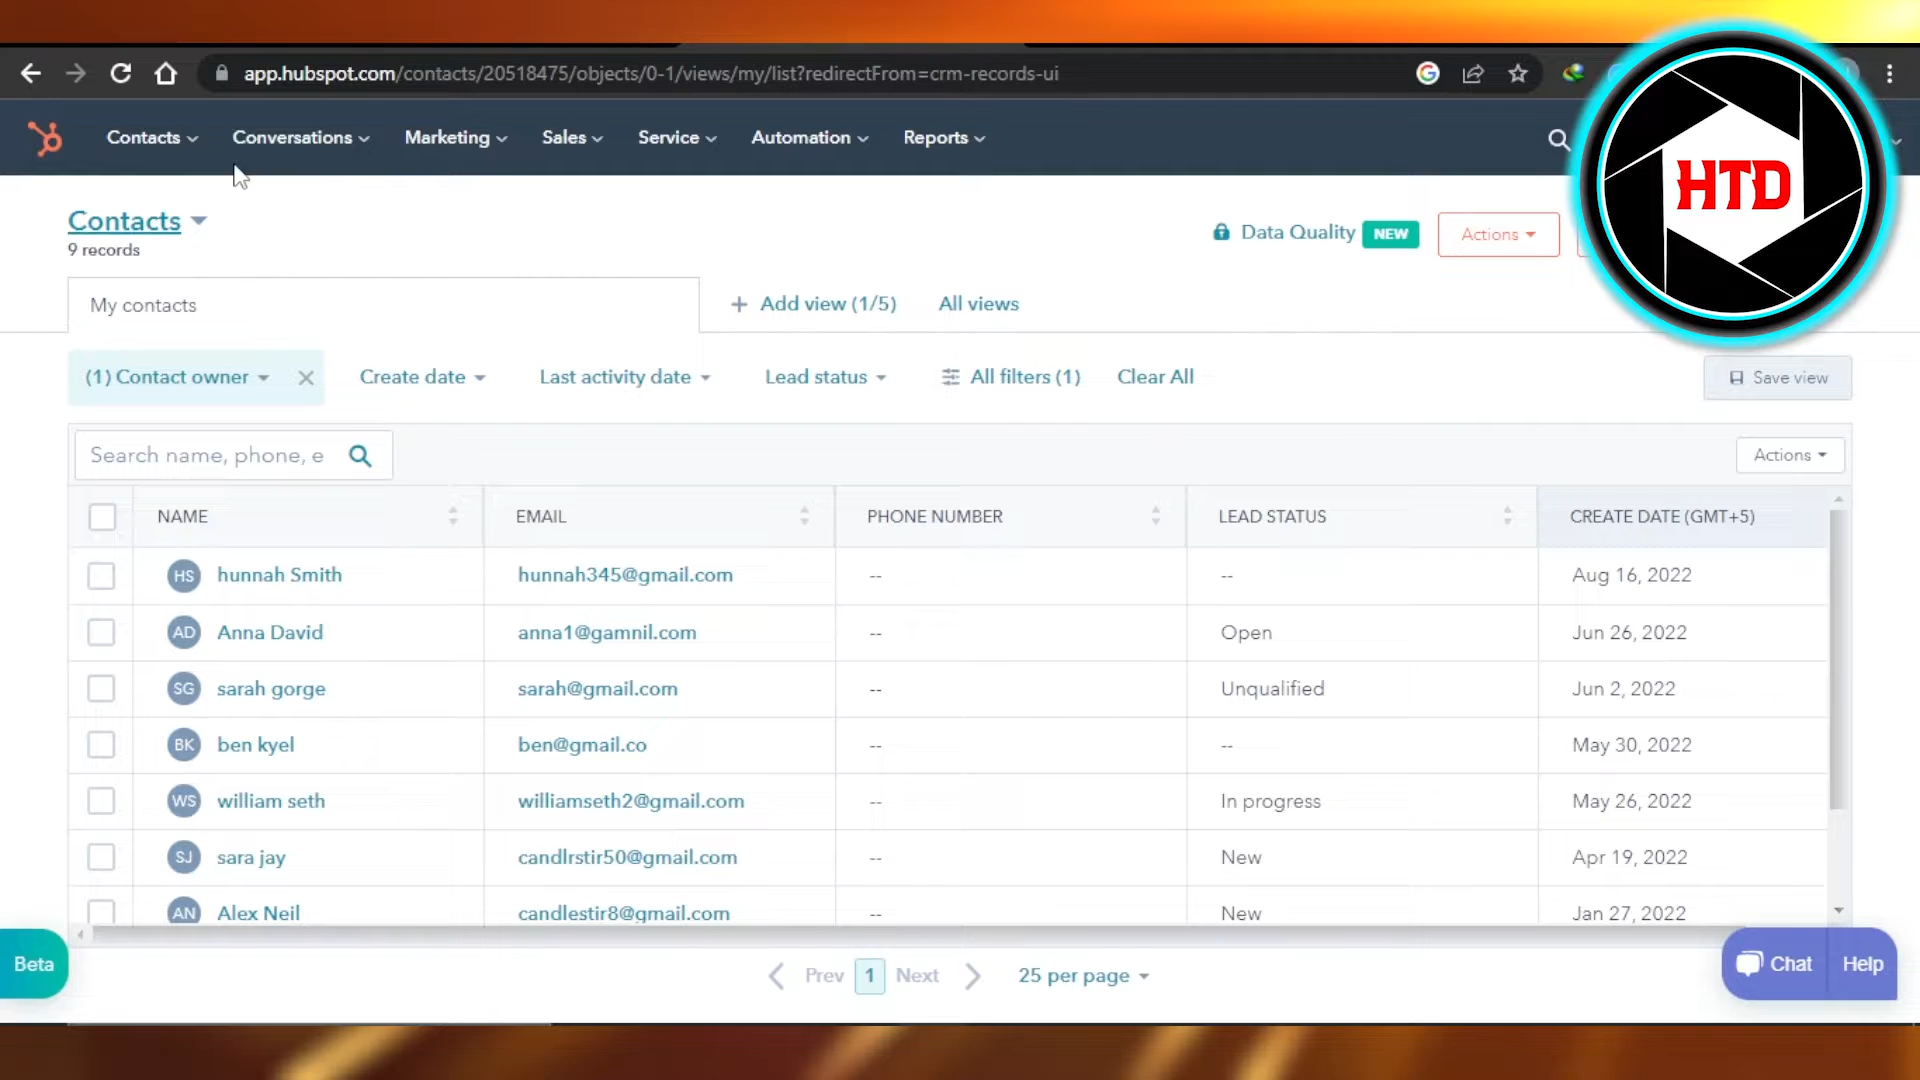 app.hubspot.com/contacts/20518475/objects/0-1/views/my/list?redirectFrom=crm-records-ui
Contacts Conversations Marketing Sales Service Automation Reports
HTD
Contacts
9 records
Data Quality NEW Actions
My contacts
+ Add view (1/5) All views
(1) Contact owner Create date Last activity date Lead status All filters (1) Clear All Save view
Search name, phone, e Actions
NAME EMAIL PHONE NUMBER LEAD STATUS CREATE DATE (GMT+5)
HS hunnah Smith hunnah345@gmail.com -- -- Aug 16, 2022
AD Anna David anna1@gamnil.com -- Open Jun 26, 2022
SG sarah gorge sarah@gmail.com -- Unqualified Jun 2, 2022
BK ben kyel ben@gmail.co -- -- May 30, 2022
WS william seth williamseth2@gmail.com -- In progress May 26, 2022
SJ sara jay candlrstir50@gmail.com -- New Apr 19, 2022
AN Alex Neil candlestir8@gmail.com -- New Jan 27, 2022
Beta
Chat Help
Prev 1 Next 25 per page